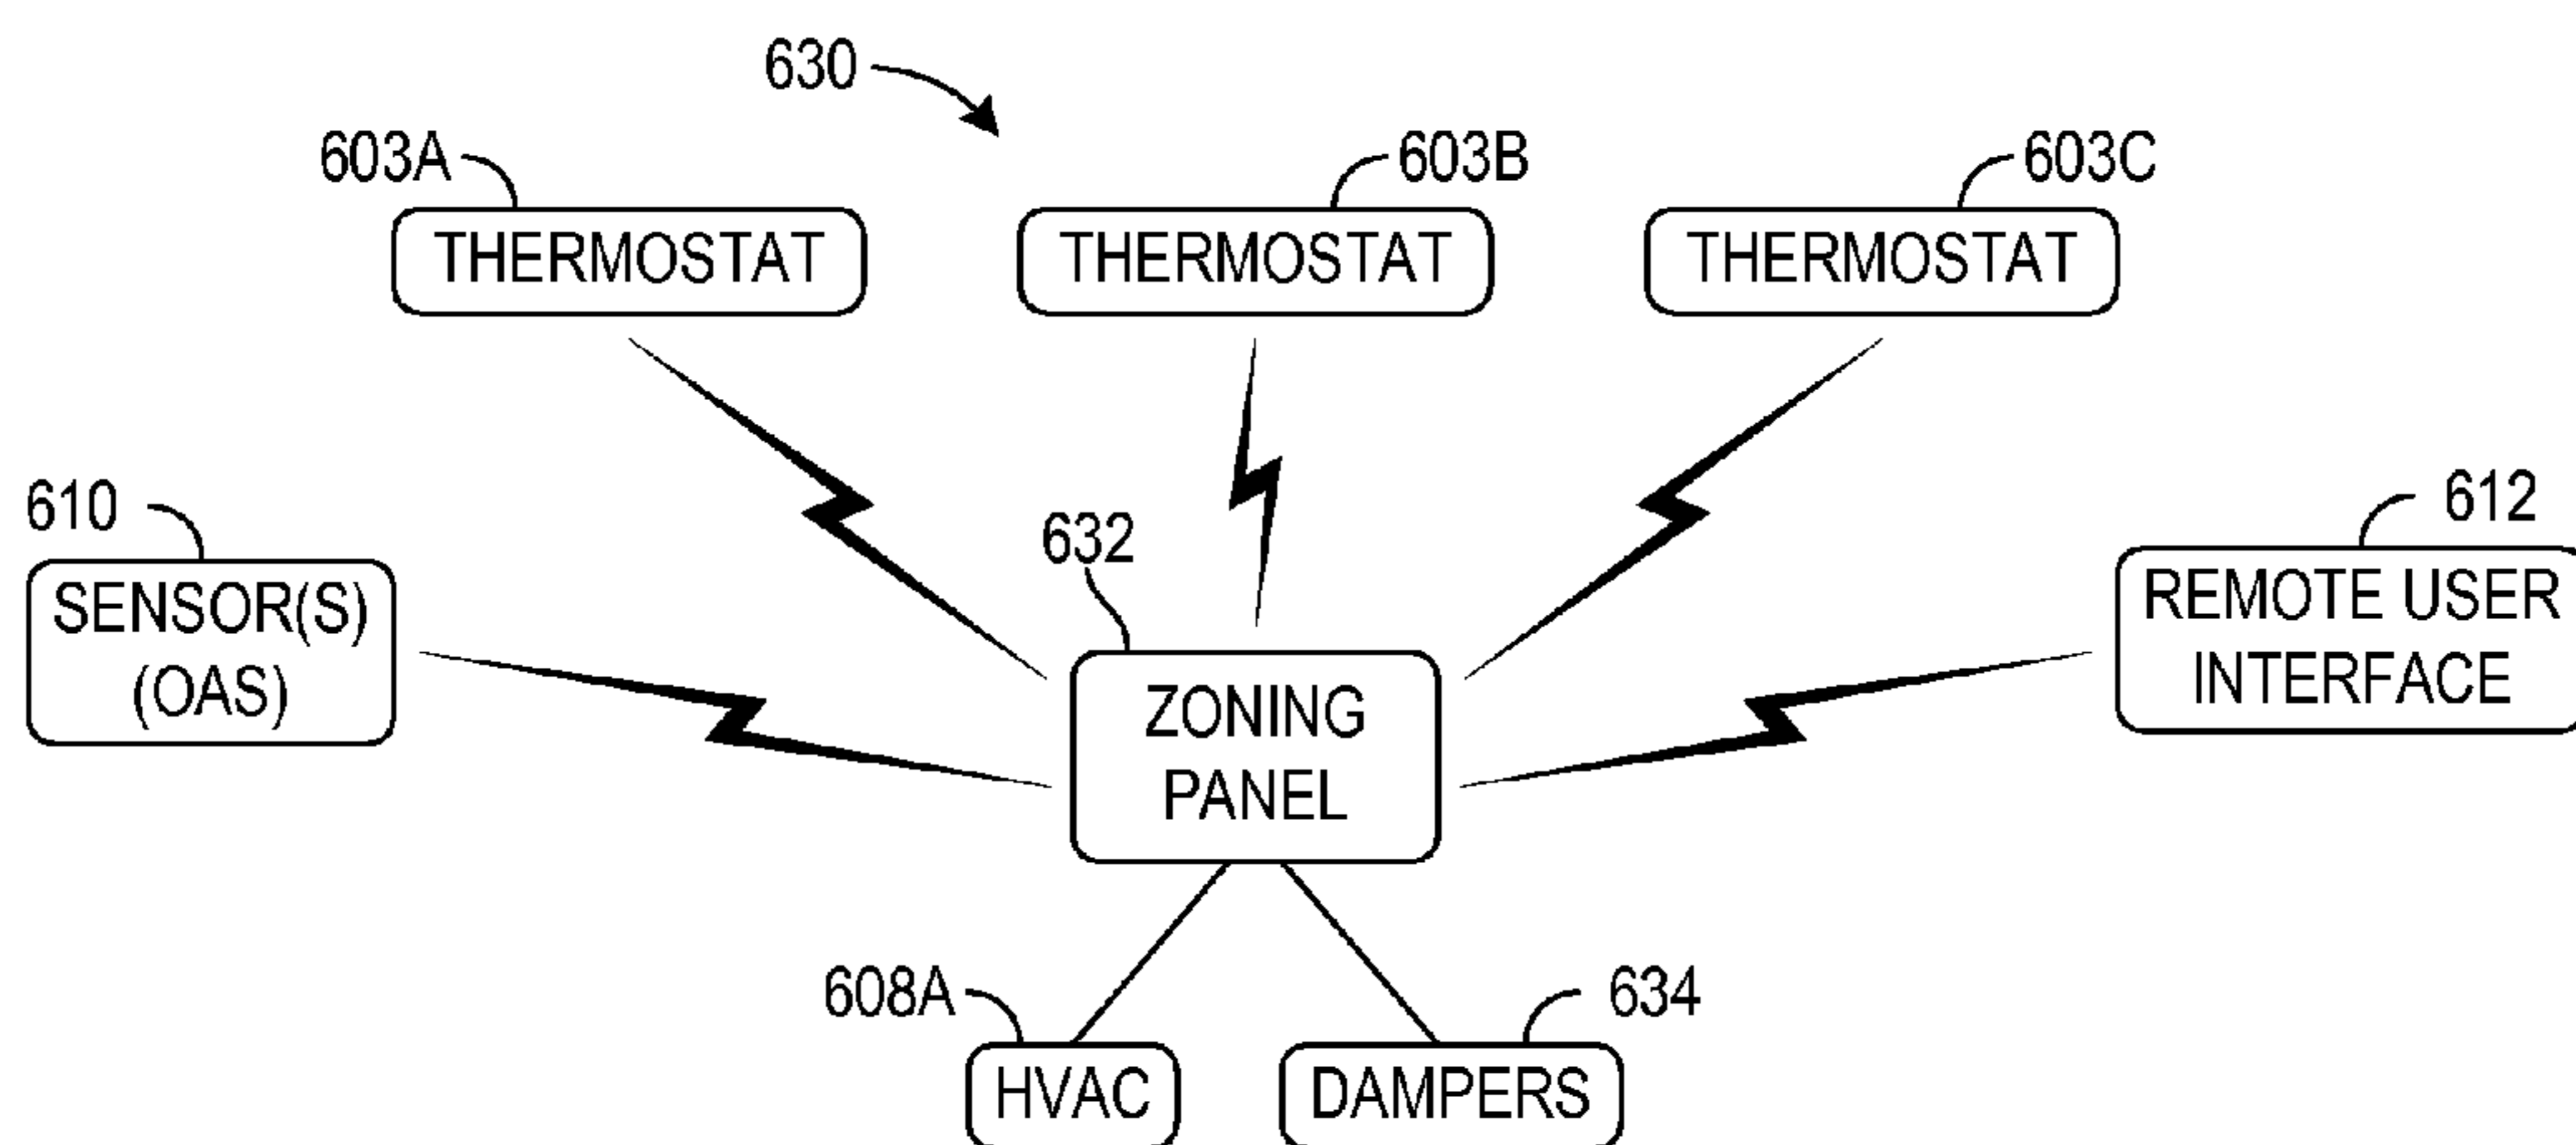 630
603A
603B
603C
THERMOSTAT
THERMOSTAT
THERMOSTAT
610
632
612
SENSOR(S)
(OAS)
REMOTE USER
INTERFACE
ZONING
PANEL
608A
634
HVAC
DAMPERS